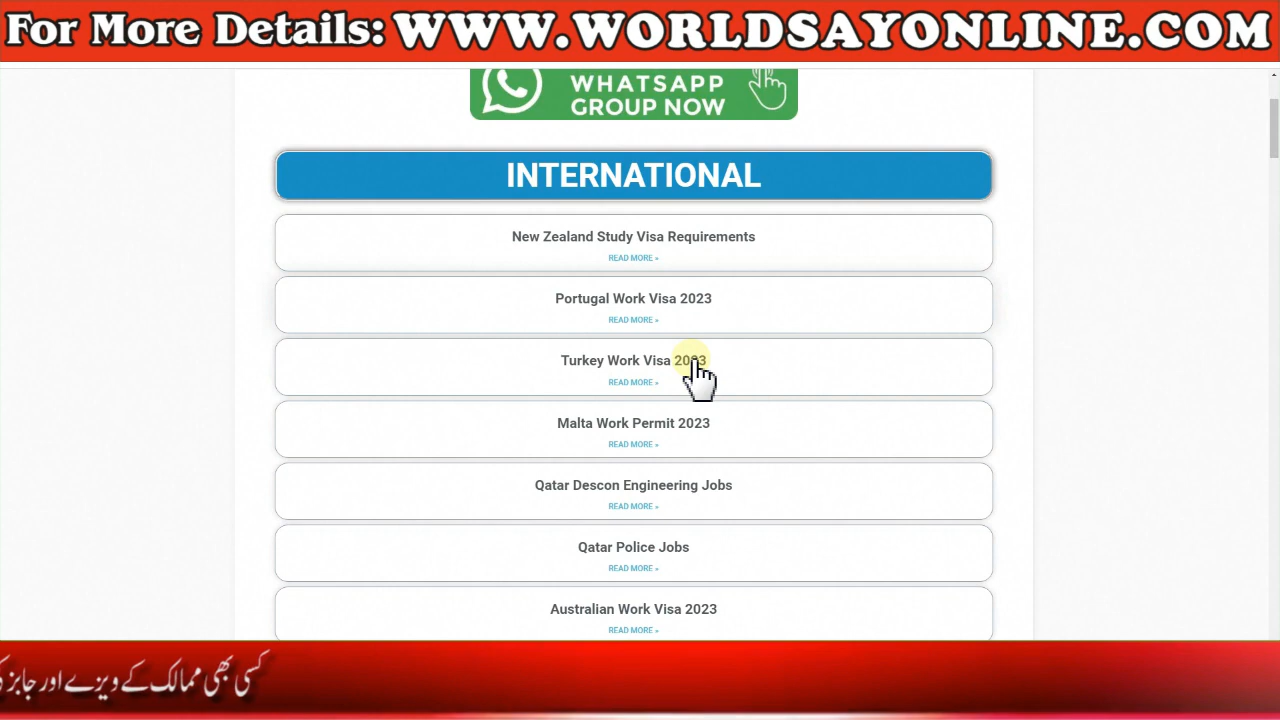 For More Details: WWW.WORLDSAYONLINE.COM
WHATSAPP
GROUP NOW
INTERNATIONAL
New Zealand Study Visa Requirements
READ MORE »
Portugal Work Visa 2023
READ MORE »
Turkey Work Visa 2023
READ MORE »
Malta Work Permit 2023
READ MORE »
Qatar Descon Engineering Jobs
READ MORE »
Qatar Police Jobs
READ MORE »
Australian Work Visa 2023
READ MORE »
کسی بھی ممالک کے ویزے اور جابز